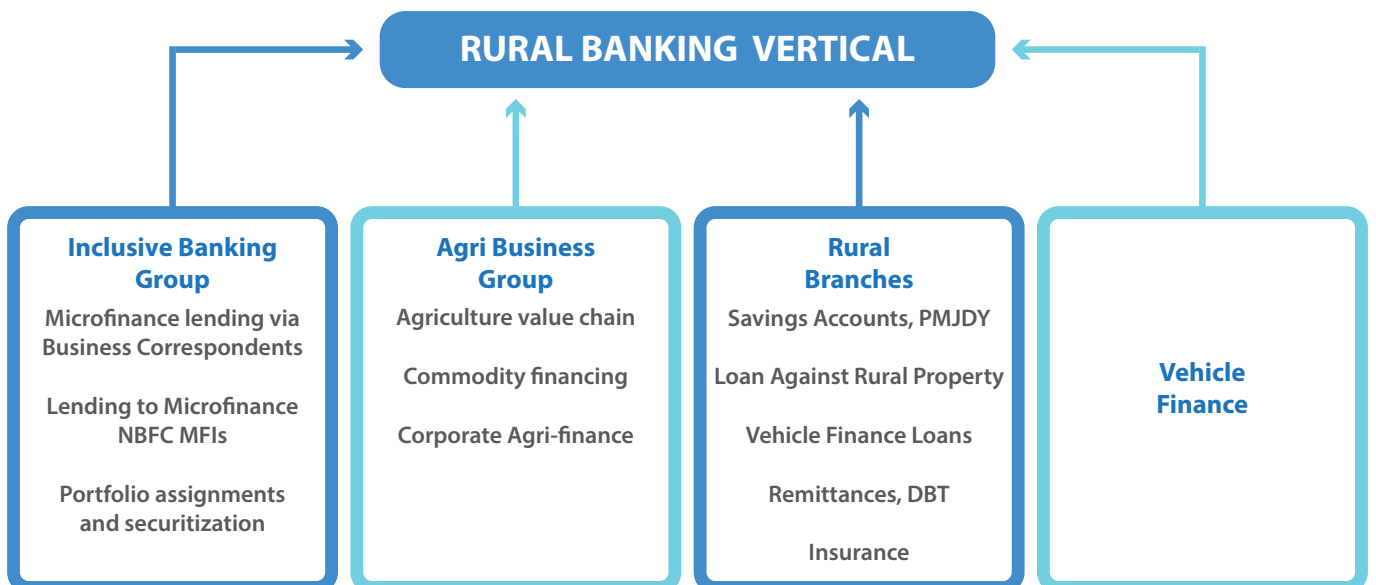 RURAL BANKING VERTICAL
Inclusive Banking
Group
Microfinance lending via
Business Correspondents
Lending to Microfinance
NBFC MFIs
Portfolio assignments
and securitization
Agri Business
Group
Agriculture value chain
Commodity financing
Corporate Agri-finance
Rural
Branches
Savings Accounts, PMJDY
Loan Against Rural Property
Vehicle Finance Loans
Remittances, DBT
Insurance
Vehicle
Finance